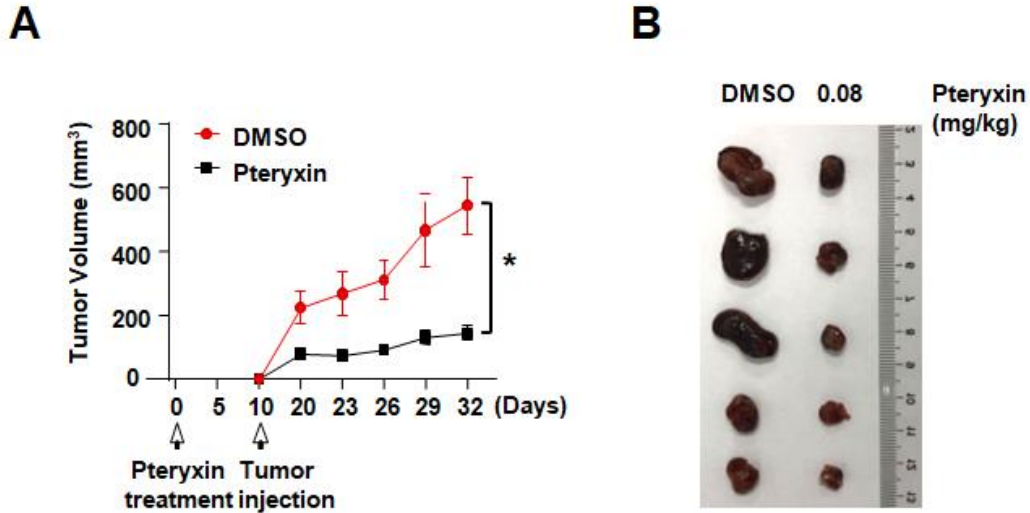 A
B
DMSO 0.08 Pteryxin
(mg/kg)
800
DMSO
Pteryxin
600
400
200
0
Tumor Volume (mm³)
*
0 5 10 20 23 26 29 32 (Days)
Pteryxin Tumor
treatment injection